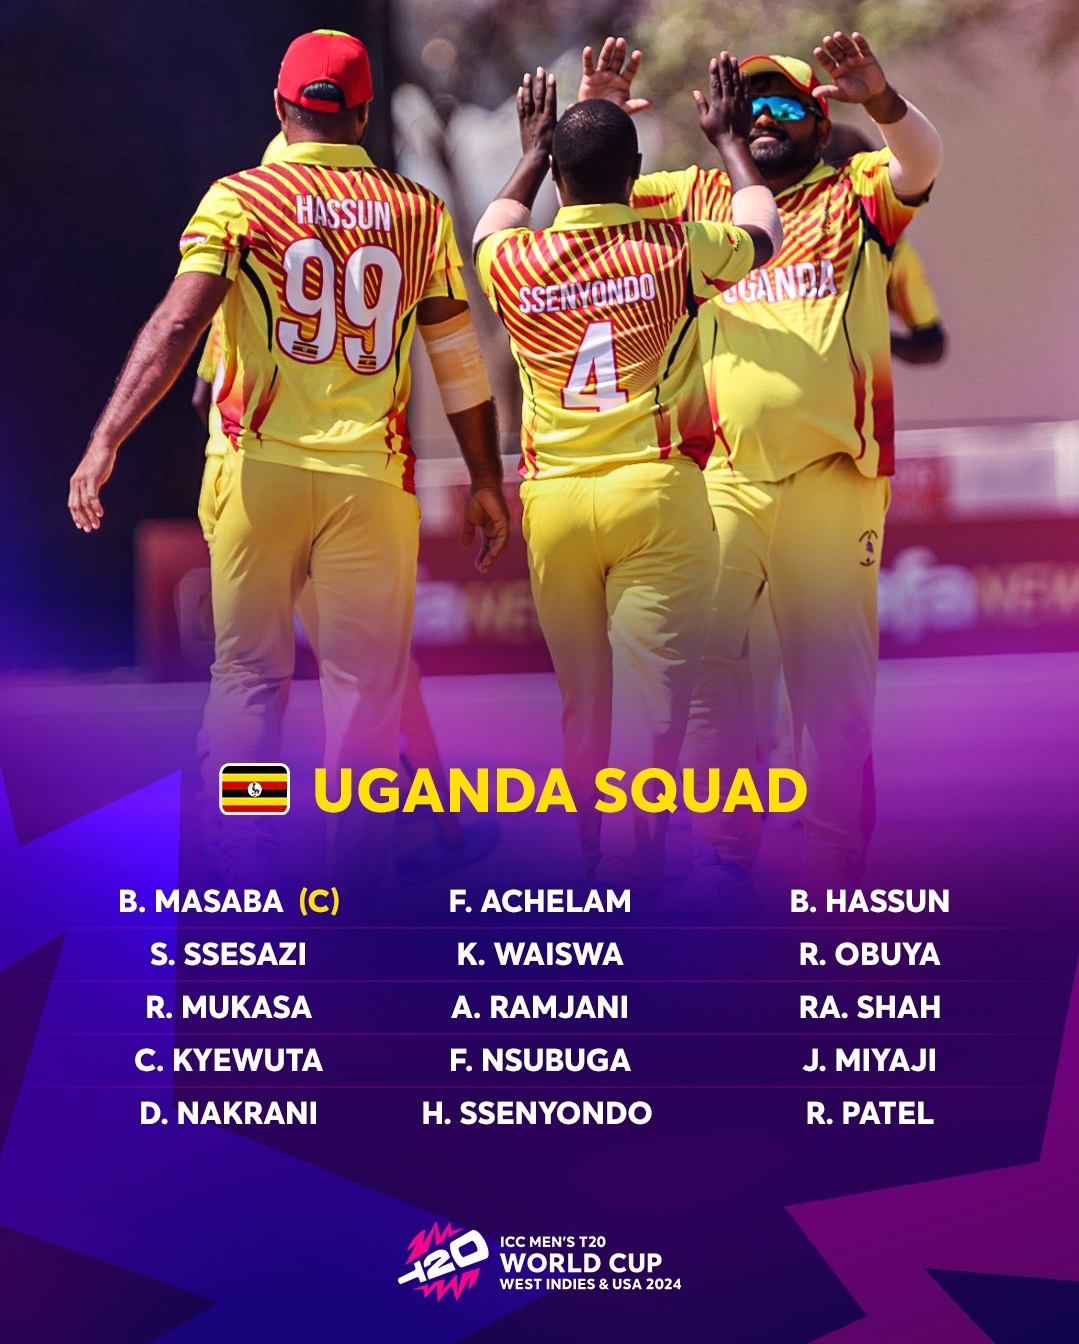 HASSUN
99
SSENYONDO
4
UGANDA
UGANDA SQUAD
B. MASABA (C)
S. SSESAZI
R. MUKASA
C. KYEWUTA
D. NAKRANI
F. ACHELAM
K. WAISWA
A. RAMJANI
F. NSUBUGA
H. SSENYONDO
B. HASSUN
R. OBUYA
RA. SHAH
J. MIYAJI
R. PATEL
T20
ICC MEN'S T20
WORLD CUP
WEST INDIES & USA 2024